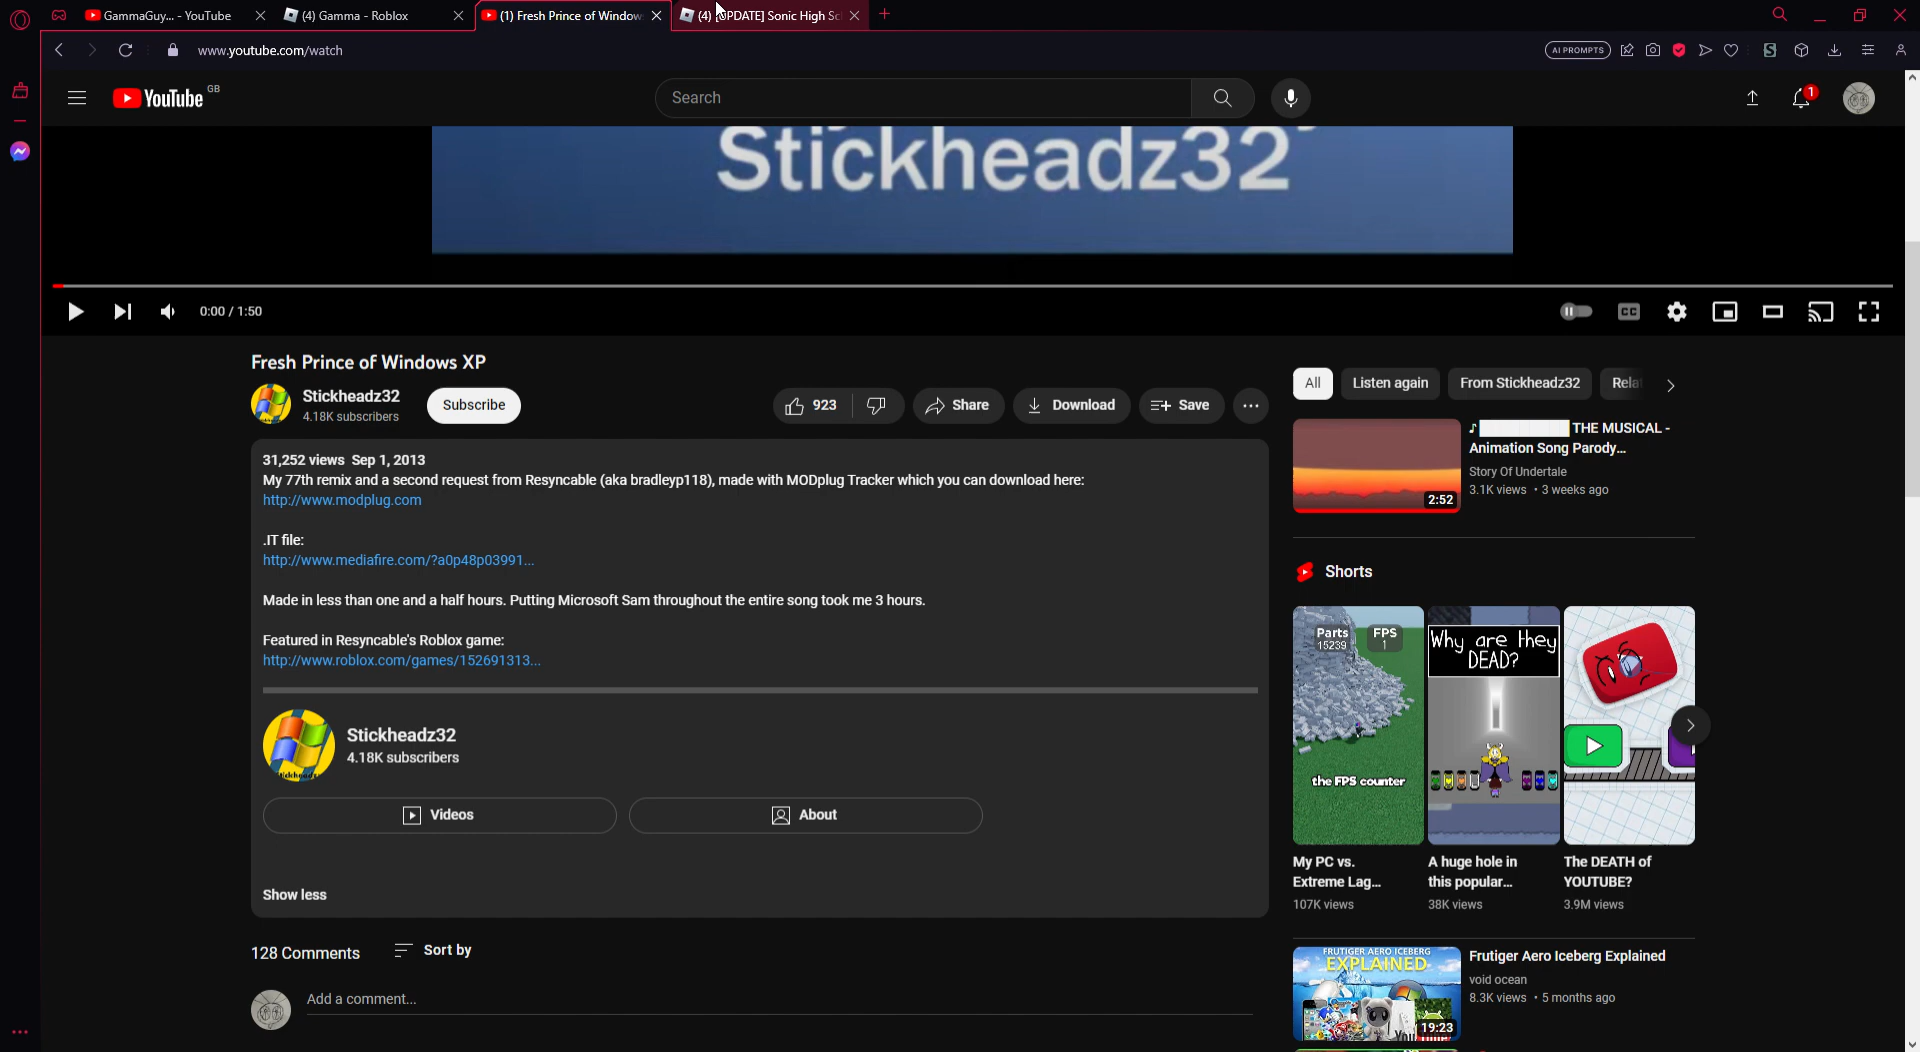 GammaGuy... - YouTube
(4) Gamma - Roblox
(1) Fresh Prince of Window
(4) [UPDATE] Sonic High Sc
www.youtube.com/watch
AI PROMPTS
YouTube GB
Search
1
Stickheadz32
0:00 / 1:50
CC
Fresh Prince of Windows XP
Stickheadz32
4.18K subscribers
Subscribe
923
Share
Download
Save
31,252 views Sep 1, 2013
My 77th remix and a second request from Resyncable (aka bradleyp118), made with MODplug Tracker which you can download here:
http://www.modplug.com
.IT file:
http://www.mediafire.com/?a0p48p03991...
Made in less than one and a half hours. Putting Microsoft Sam throughout the entire song took me 3 hours.
Featured in Resyncable's Roblox game:
http://www.roblox.com/games/152691313...
Stickheadz32
4.18K subscribers
Videos
About
Show less
128 Comments
Sort by
Add a comment...
All
Listen again
From Stickheadz32
Rela
♪ THE MUSICAL -
Animation Song Parody...
Story Of Undertale
3.1K views • 3 weeks ago
2:52
Shorts
Parts
15239
FPS
1
the FPS counter
Why are they
DEAD?
My PC vs.
Extreme Lag...
107K views
A huge hole in
this popular...
38K views
The DEATH of
YOUTUBE?
3.9M views
FRUTIGER AERO ICEBERG
EXPLAINED
19:23
Frutiger Aero Iceberg Explained
void ocean
8.3K views • 5 months ago